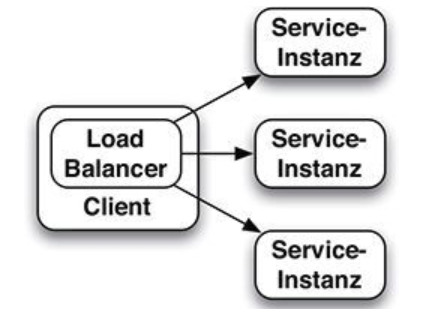 Service-
Instanz
Load
Balancer
Client
Service-
Instanz
Service-
Instanz